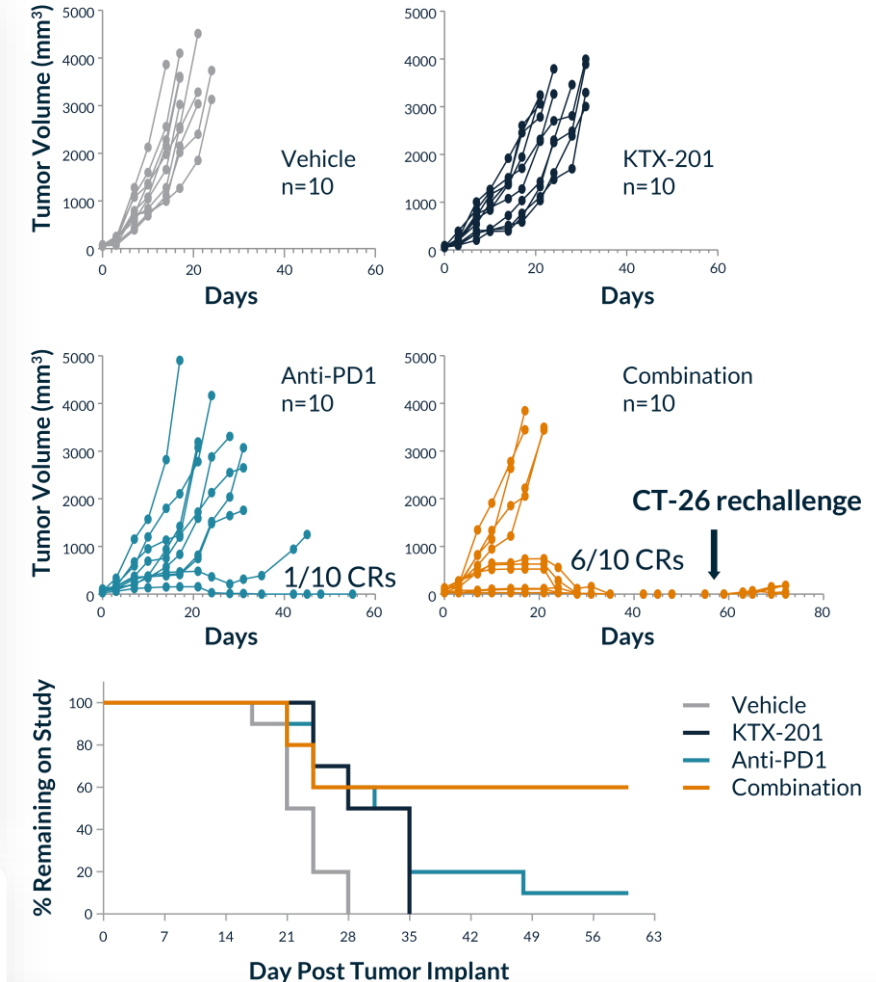 Tumor Volume (mm³)
5000
4000
3000
2000
1000
0
0
20
40
60
Days
Vehicle
n=10
5000
4000
3000
2000
1000
0
0
20
40
60
Days
KTX-201
n=10
Tumor Volume (mm³)
5000
4000
3000
2000
1000
0
0
20
40
60
Days
Anti-PD1
n=10
1/10 CRs
5000
4000
3000
2000
1000
0
0
20
40
60
80
Days
Combination
n=10
CT-26 rechallenge
6/10 CRs
% Remaining on Study
100
80
60
40
20
0
0
7
14
21
28
35
42
49
56
63
Day Post Tumor Implant
Vehicle
KTX-201
Anti-PD1
Combination